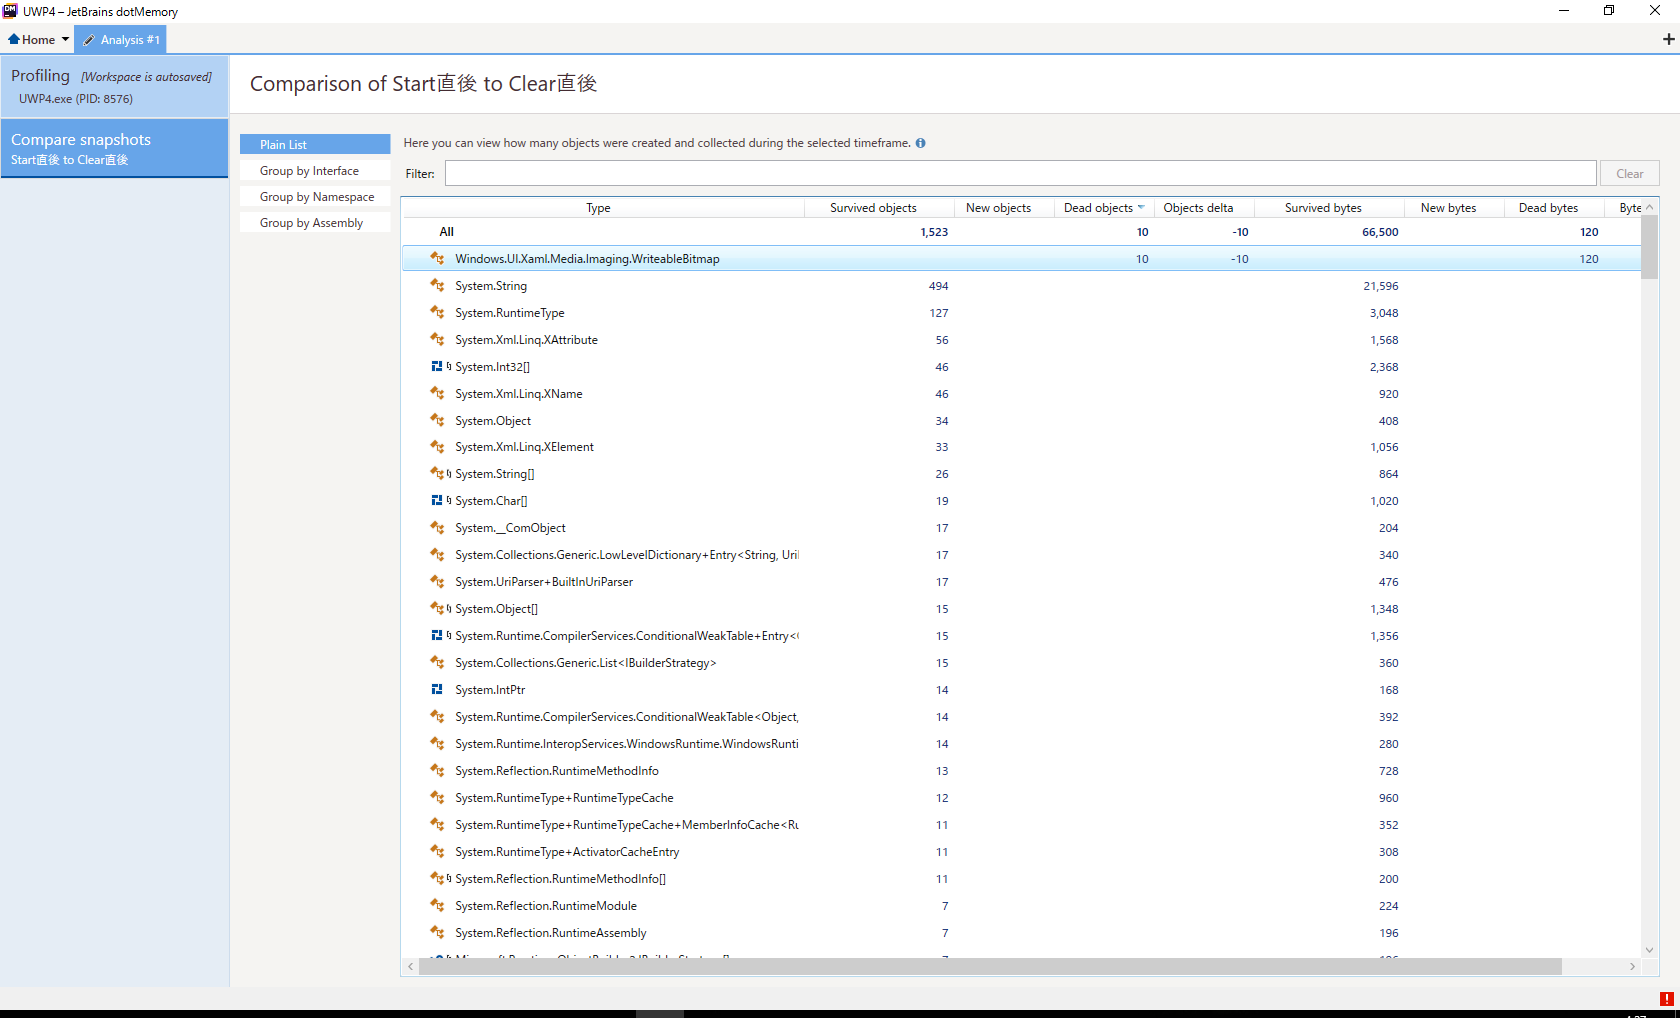 UWP4 – JetBrains dotMemory
Home Analysis #1
Profiling [Workspace is autosaved]
UWP4.exe (PID: 8576)
Compare snapshots
Start直後 to Clear直後
Comparison of Start直後 to Clear直後
Plain List
Group by Interface
Group by Namespace
Group by Assembly
Here you can view how many objects were created and collected during the selected timeframe.
Filter: Clear
Type Survived objects New objects Dead objects Objects delta Survived bytes New bytes Dead bytes Byte
All 1,523 10 -10 66,500 120
Windows.UI.Xaml.Media.Imaging.WriteableBitmap 10 -10 120
System.String 494 21,596
System.RuntimeType 127 3,048
System.Xml.Linq.XAttribute 56 1,568
System.Int32[] 46 2,368
System.Xml.Linq.XName 46 920
System.Object 34 408
System.Xml.Linq.XElement 33 1,056
System.String[] 26 864
System.Char[] 19 1,020
System.__ComObject 17 204
System.Collections.Generic.LowLevelDictionary+Entry<String, Uri 17 340
System.UriParser+BuiltInUriParser 17 476
System.Object[] 15 1,348
System.Runtime.CompilerServices.ConditionalWeakTable+Entry< 15 1,356
System.Collections.Generic.List<IBuilderStrategy> 15 360
System.IntPtr 14 168
System.Runtime.CompilerServices.ConditionalWeakTable<Object, 14 392
System.Runtime.InteropServices.WindowsRuntime.WindowsRunti 14 280
System.Reflection.RuntimeMethodInfo 13 728
System.RuntimeType+RuntimeTypeCache 12 960
System.RuntimeType+RuntimeTypeCache+MemberInfoCache<Ru 11 352
System.RuntimeType+ActivatorCacheEntry 11 308
System.Reflection.RuntimeMethodInfo[] 11 200
System.Reflection.RuntimeModule 7 224
System.Reflection.RuntimeAssembly 7 196